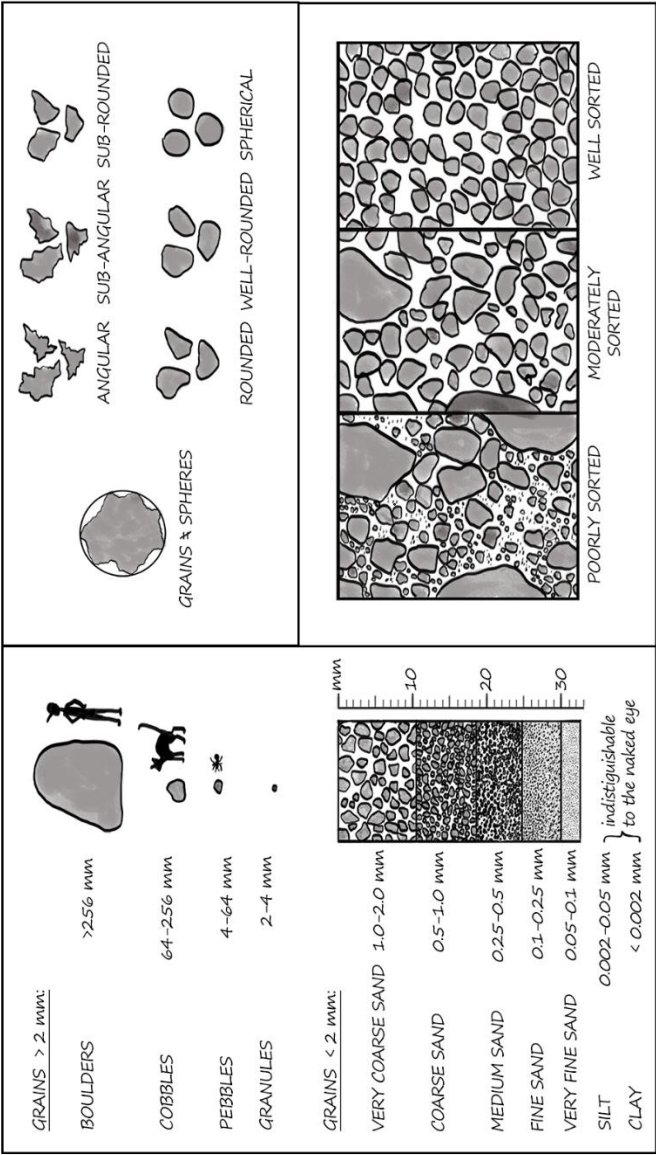 GRAINS > 2 mm:
BOULDERS >256 mm
COBBLES 64-256 mm
PEBBLES 4-64 mm
GRANULES 2-4 mm
GRAINS < 2 mm:
VERY COARSE SAND 1.0-2.0 mm
COARSE SAND 0.5-1.0 mm
MEDIUM SAND 0.25-0.5 mm
FINE SAND 0.1-0.25 mm
VERY FINE SAND 0.05-0.1 mm
SILT 0.002-0.05 mm
CLAY < 0.002 mm
indistiguishable
to the naked eye
mm
10
20
30
GRAINS & SPHERES
ANGULAR SUB-ANGULAR SUB-ROUNDED
ROUNDED WELL-ROUNDED SPHERICAL
POORLY SORTED
MODERATELY
SORTED
WELL SORTED